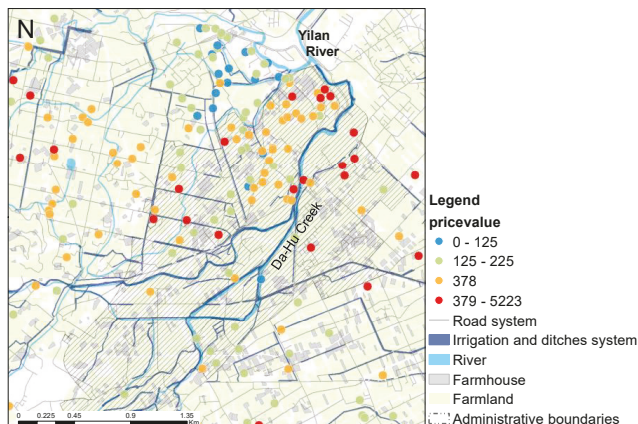 N
Yilan
River
Da-Hu Creek
0 0.225 0.45 0.9 1.35
Km
Legend
pricevalue
0 - 125
125 - 225
378
379 - 5223
Road system
Irrigation and ditches system
River
Farmhouse
Farmland
Administrative boundaries